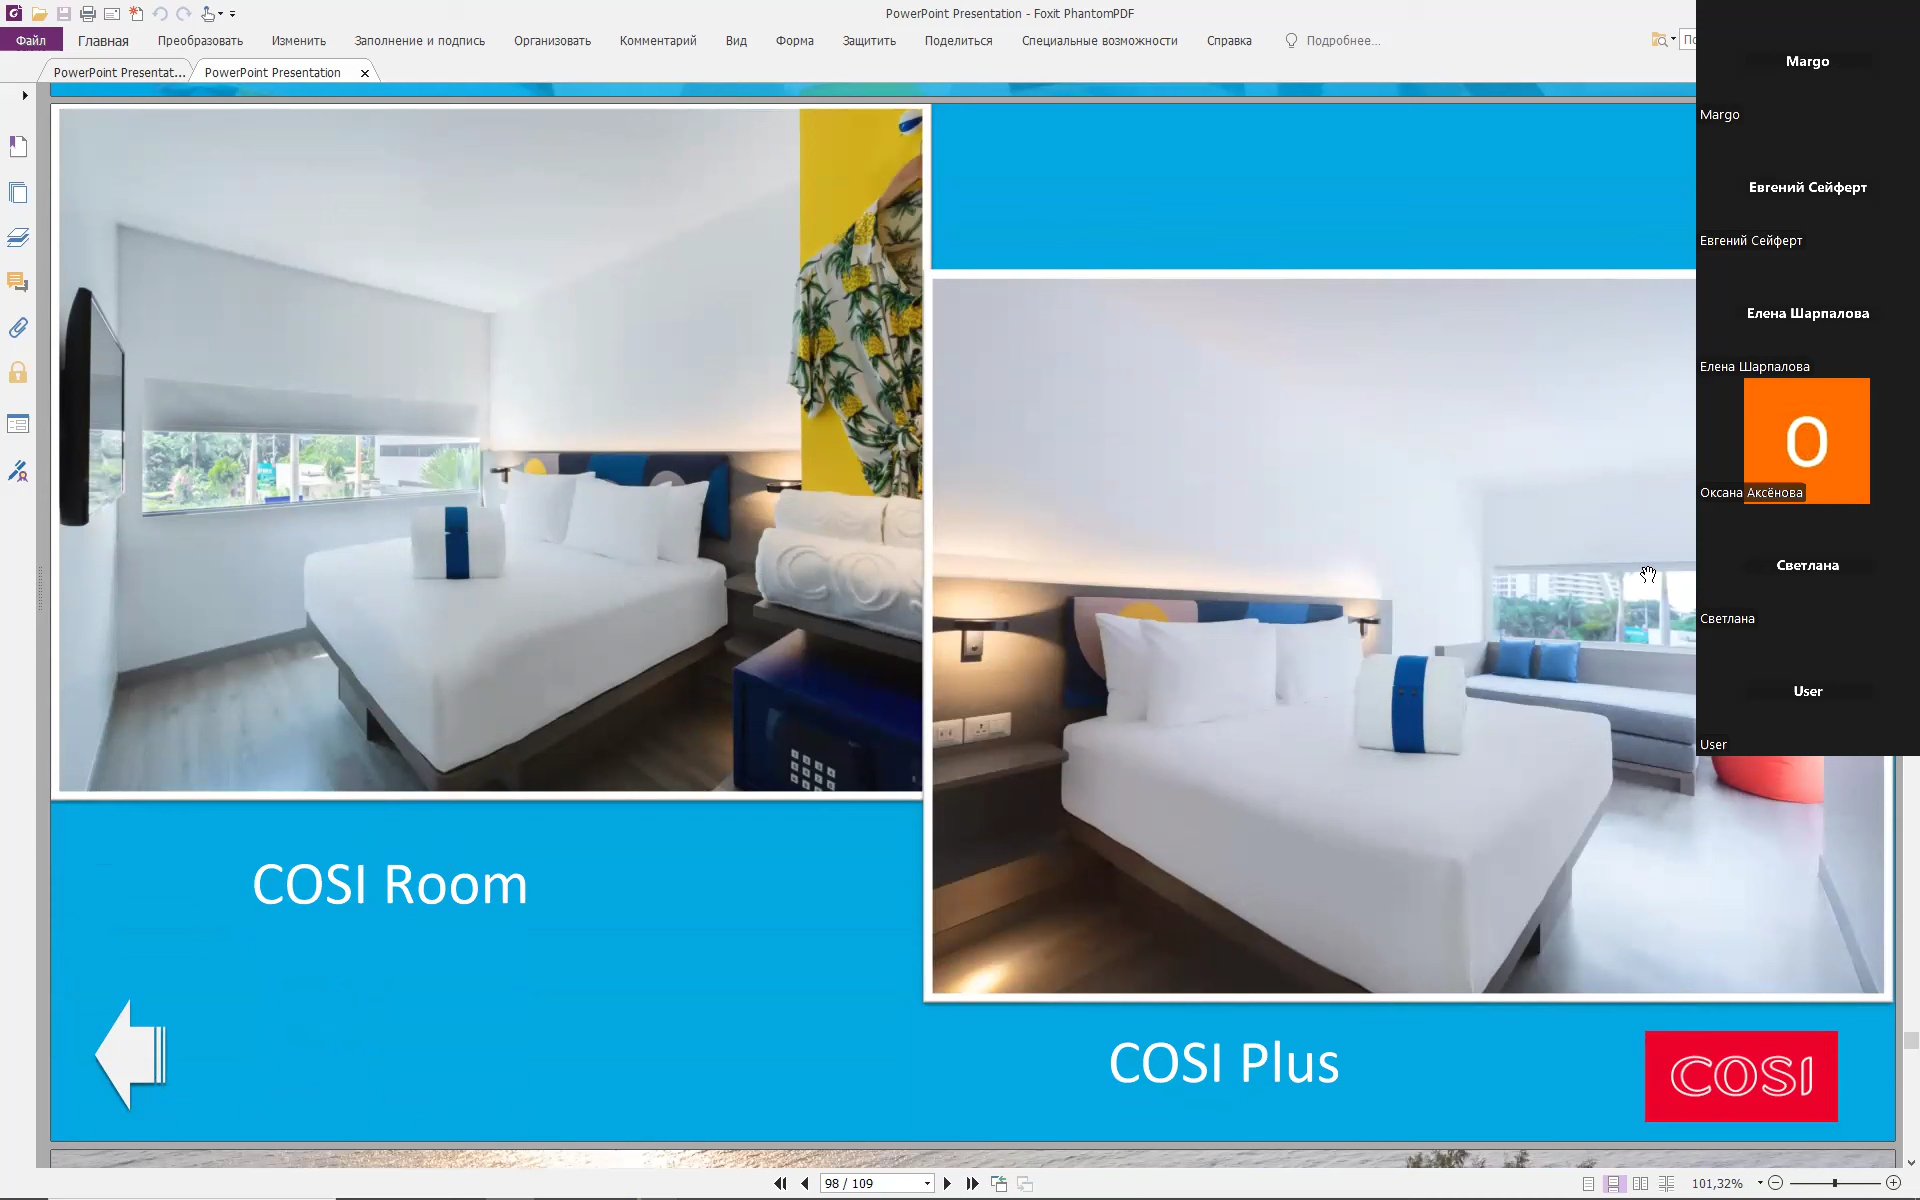 PowerPoint Presentation - Foxit PhantomPDF
Файл Главная Преобразовать Изменить Заполнение и подпись Организовать Комментарий Вид Форма Защитить Поделиться Специальные возможности Справка Подробнее...
PowerPoint Presentat... PowerPoint Presentation
Margo
Margo
Евгений Сейферт
Евгений Сейферт
Елена Шарпалова
Елена Шарпалова
О
Оксана Аксёнова
Светлана
Светлана
User
User
COSI Room
COSI Plus
COSI
98 / 109
101,32%